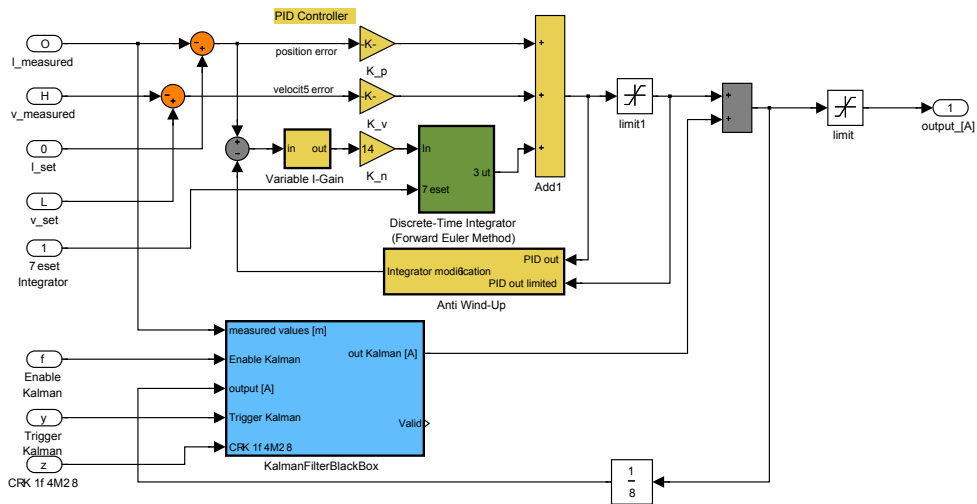 PID Controller
O
I_measured
position error
-K-
K_p
+
H
v_measured
velocit5 error
-K-
K_v
+
limit1
+
+
limit
1
output_[A]
0
I_set
-
+
-
+
+
-
in
out
Variable I-Gain
14
K_n
In
3 ut
7 eset
+
Add1
L
v_set
Discrete-Time Integrator
(Forward Euler Method)
1
7 eset
Integrator
Integrator mod6ication
PID out
PID out limited
Anti Wind-Up
measured values [m]
Enable Kalman
output [A]
Trigger Kalman
CRK 1f 4M2 8
out Kalman [A]
Valid
KalmanFilterBlackBox
f
Enable
Kalman
y
Trigger
Kalman
z
CRK 1f 4M2 8
1
8